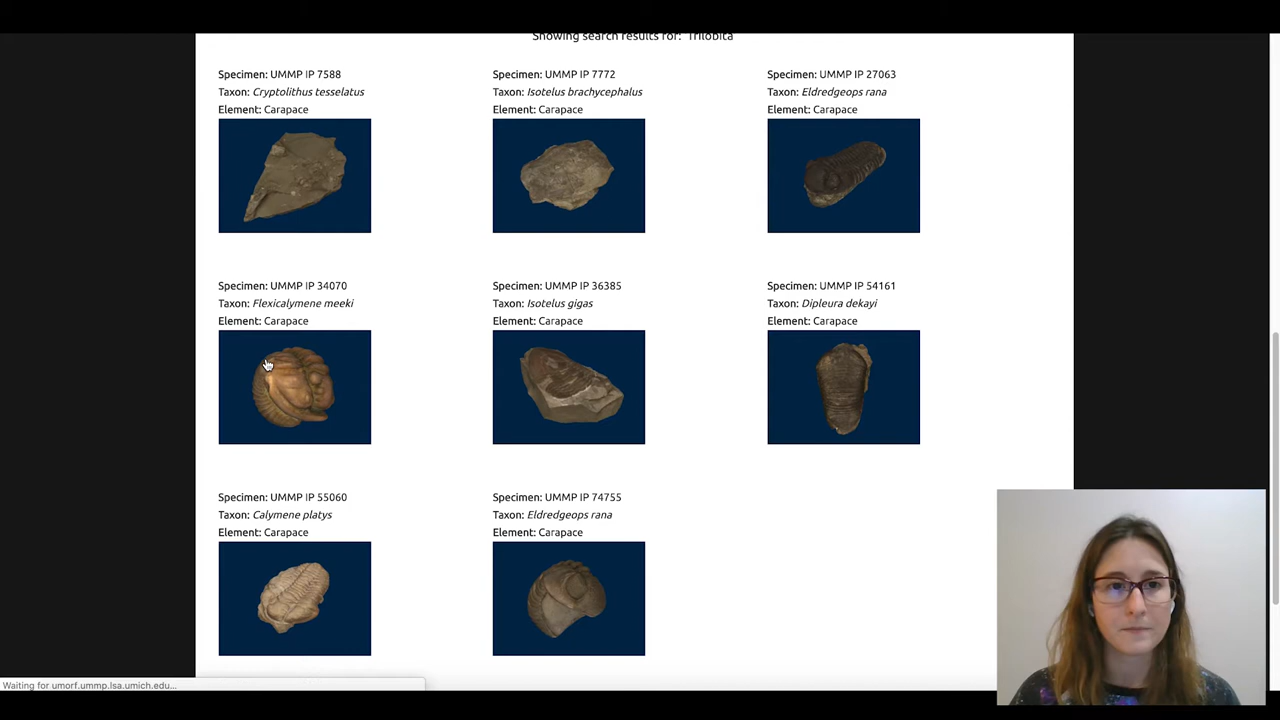 Showing search results for: Trilobita
Specimen: UMMP IP 7588
Taxon: Cryptolithus tesselatus
Element: Carapace
Specimen: UMMP IP 7772
Taxon: Isotelus brachycephalus
Element: Carapace
Specimen: UMMP IP 27063
Taxon: Eldredgeops rana
Element: Carapace
Specimen: UMMP IP 34070
Taxon: Flexicalymene meeki
Element: Carapace
Specimen: UMMP IP 36385
Taxon: Isotelus gigas
Element: Carapace
Specimen: UMMP IP 54161
Taxon: Dipleura dekayi
Element: Carapace
Specimen: UMMP IP 55060
Taxon: Calymene platys
Element: Carapace
Specimen: UMMP IP 74755
Taxon: Eldredgeops rana
Element: Carapace
Waiting for umorf.ummp.lsa.umich.edu...